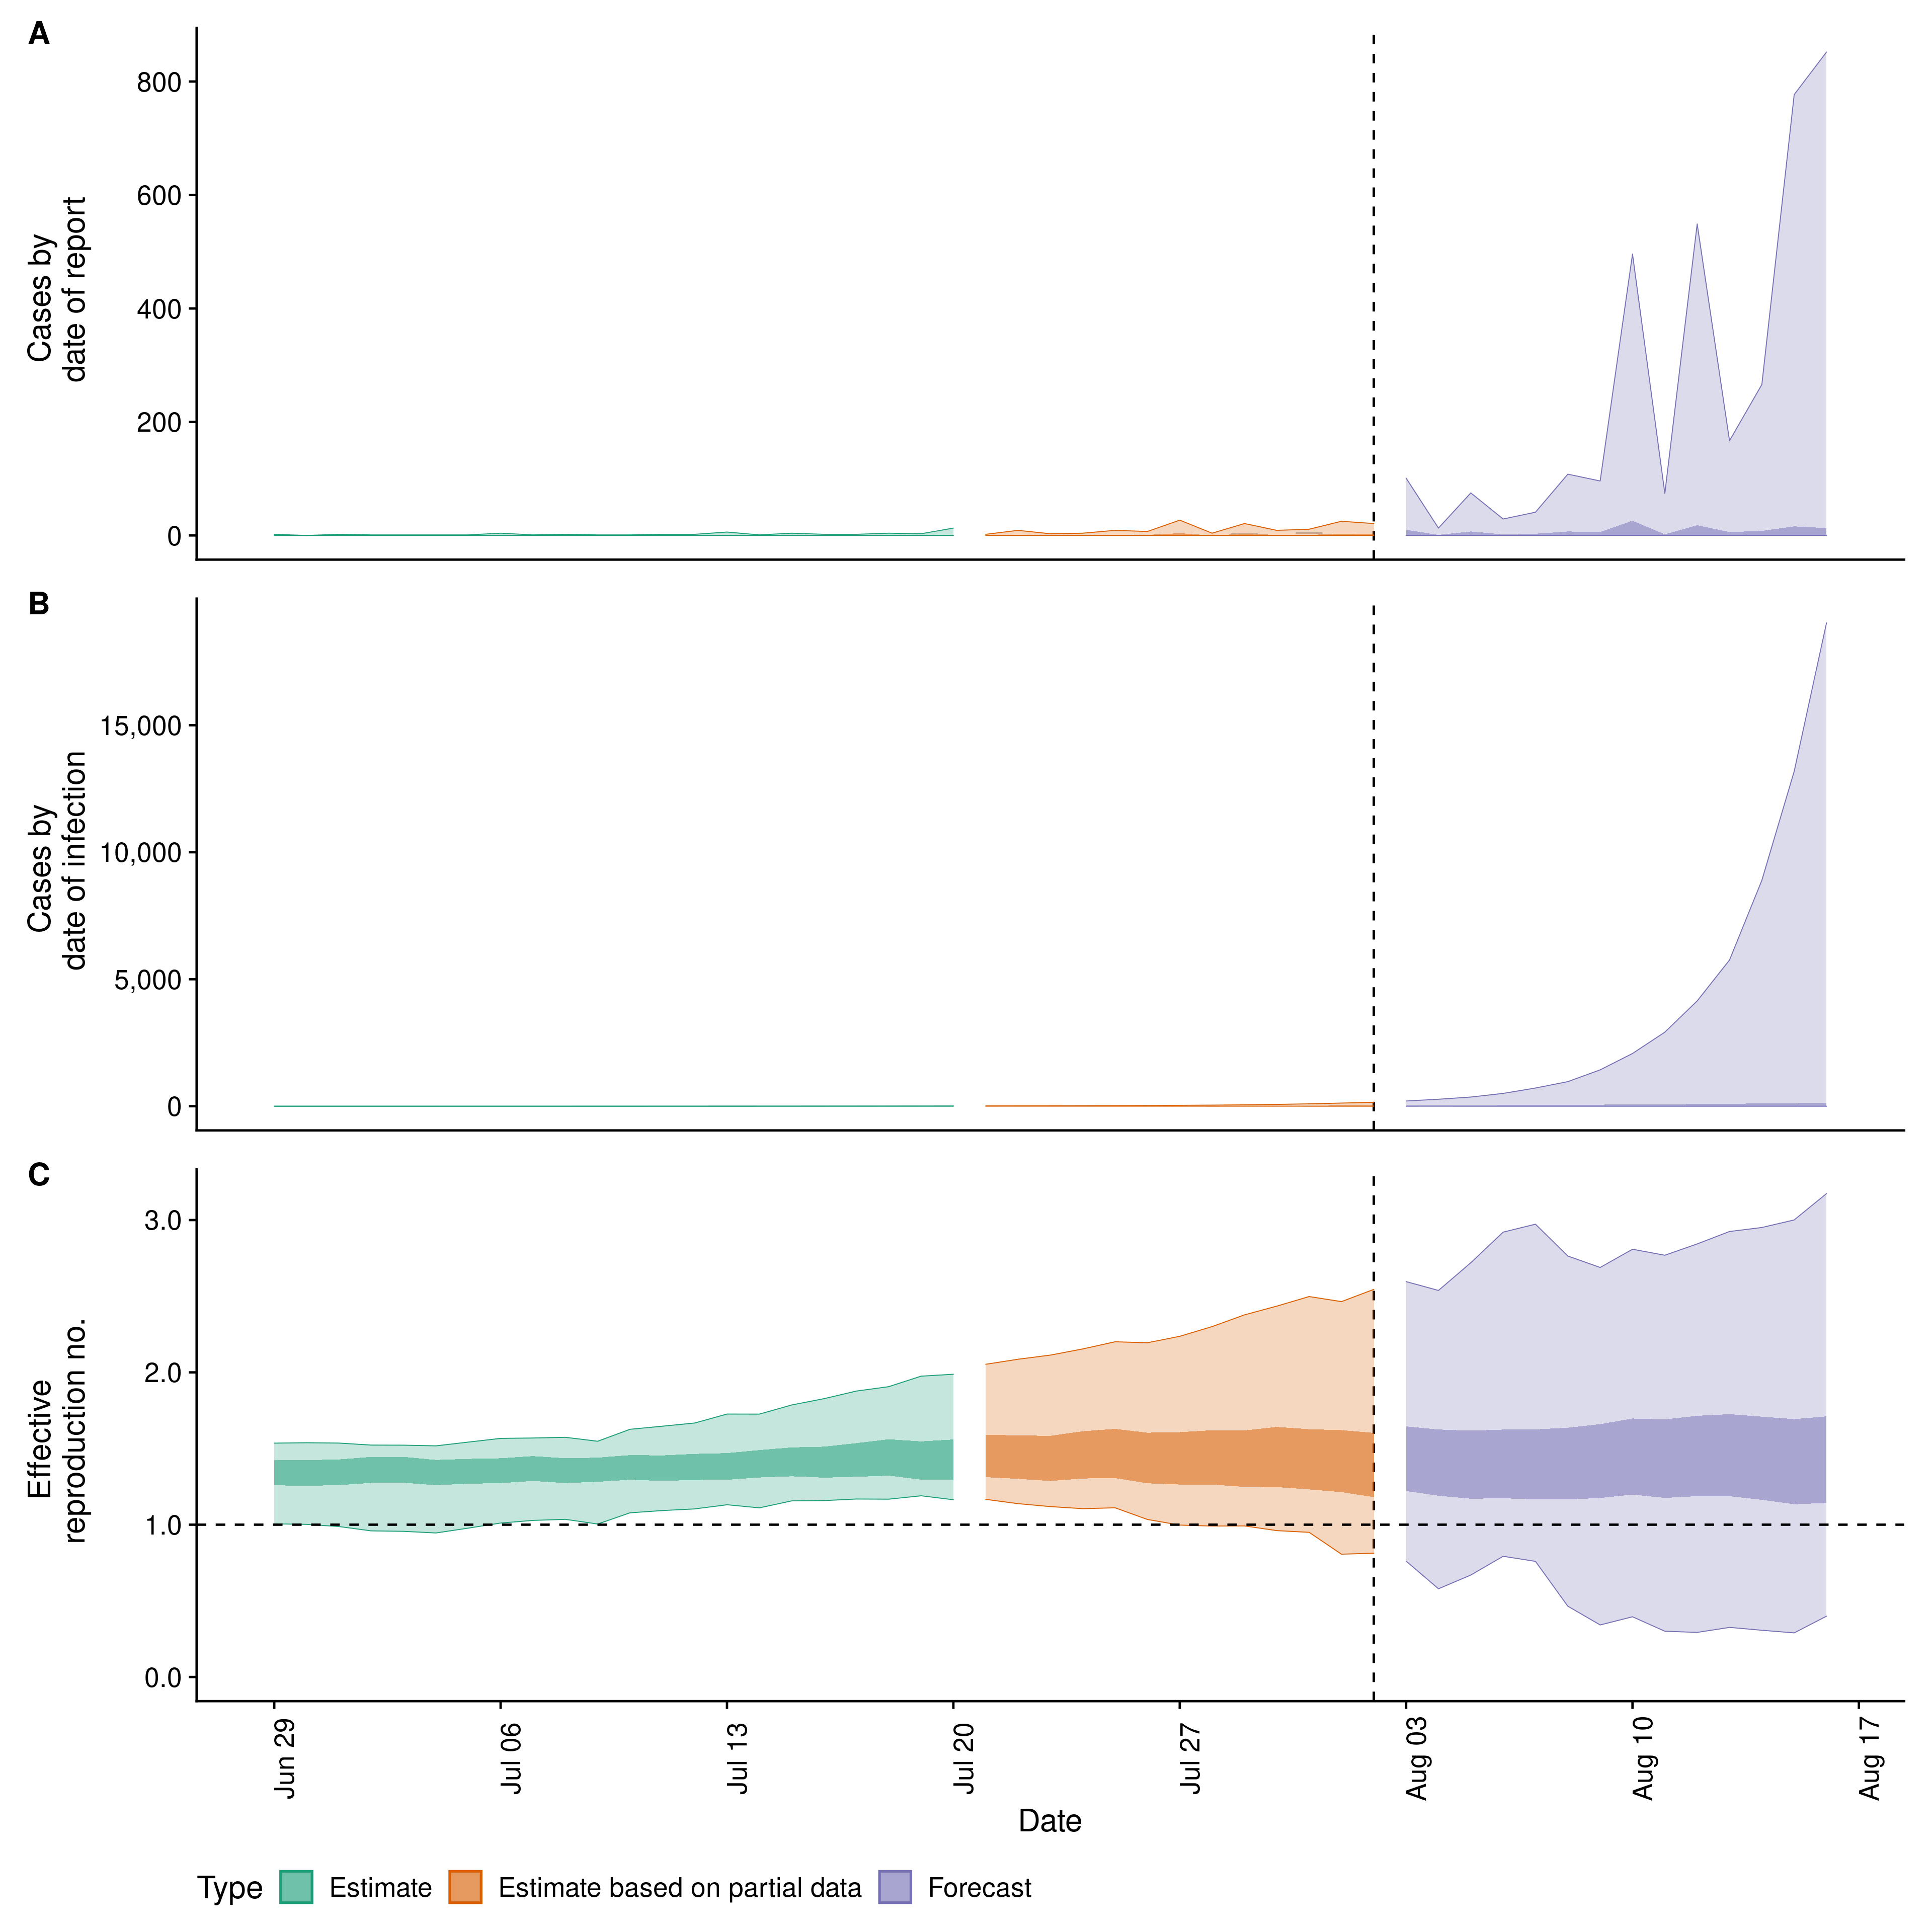 A
Cases by
date of report
800
600
400
200
0
B
Cases by
date of infection
15,000
10,000
5,000
0
C
Effective
reproduction no.
3.0
2.0
1.0
0.0
Jun 29
Jul 06
Jul 13
Jul 20
Jul 27
Aug 03
Aug 10
Aug 17
Date
Type Estimate Estimate based on partial data Forecast